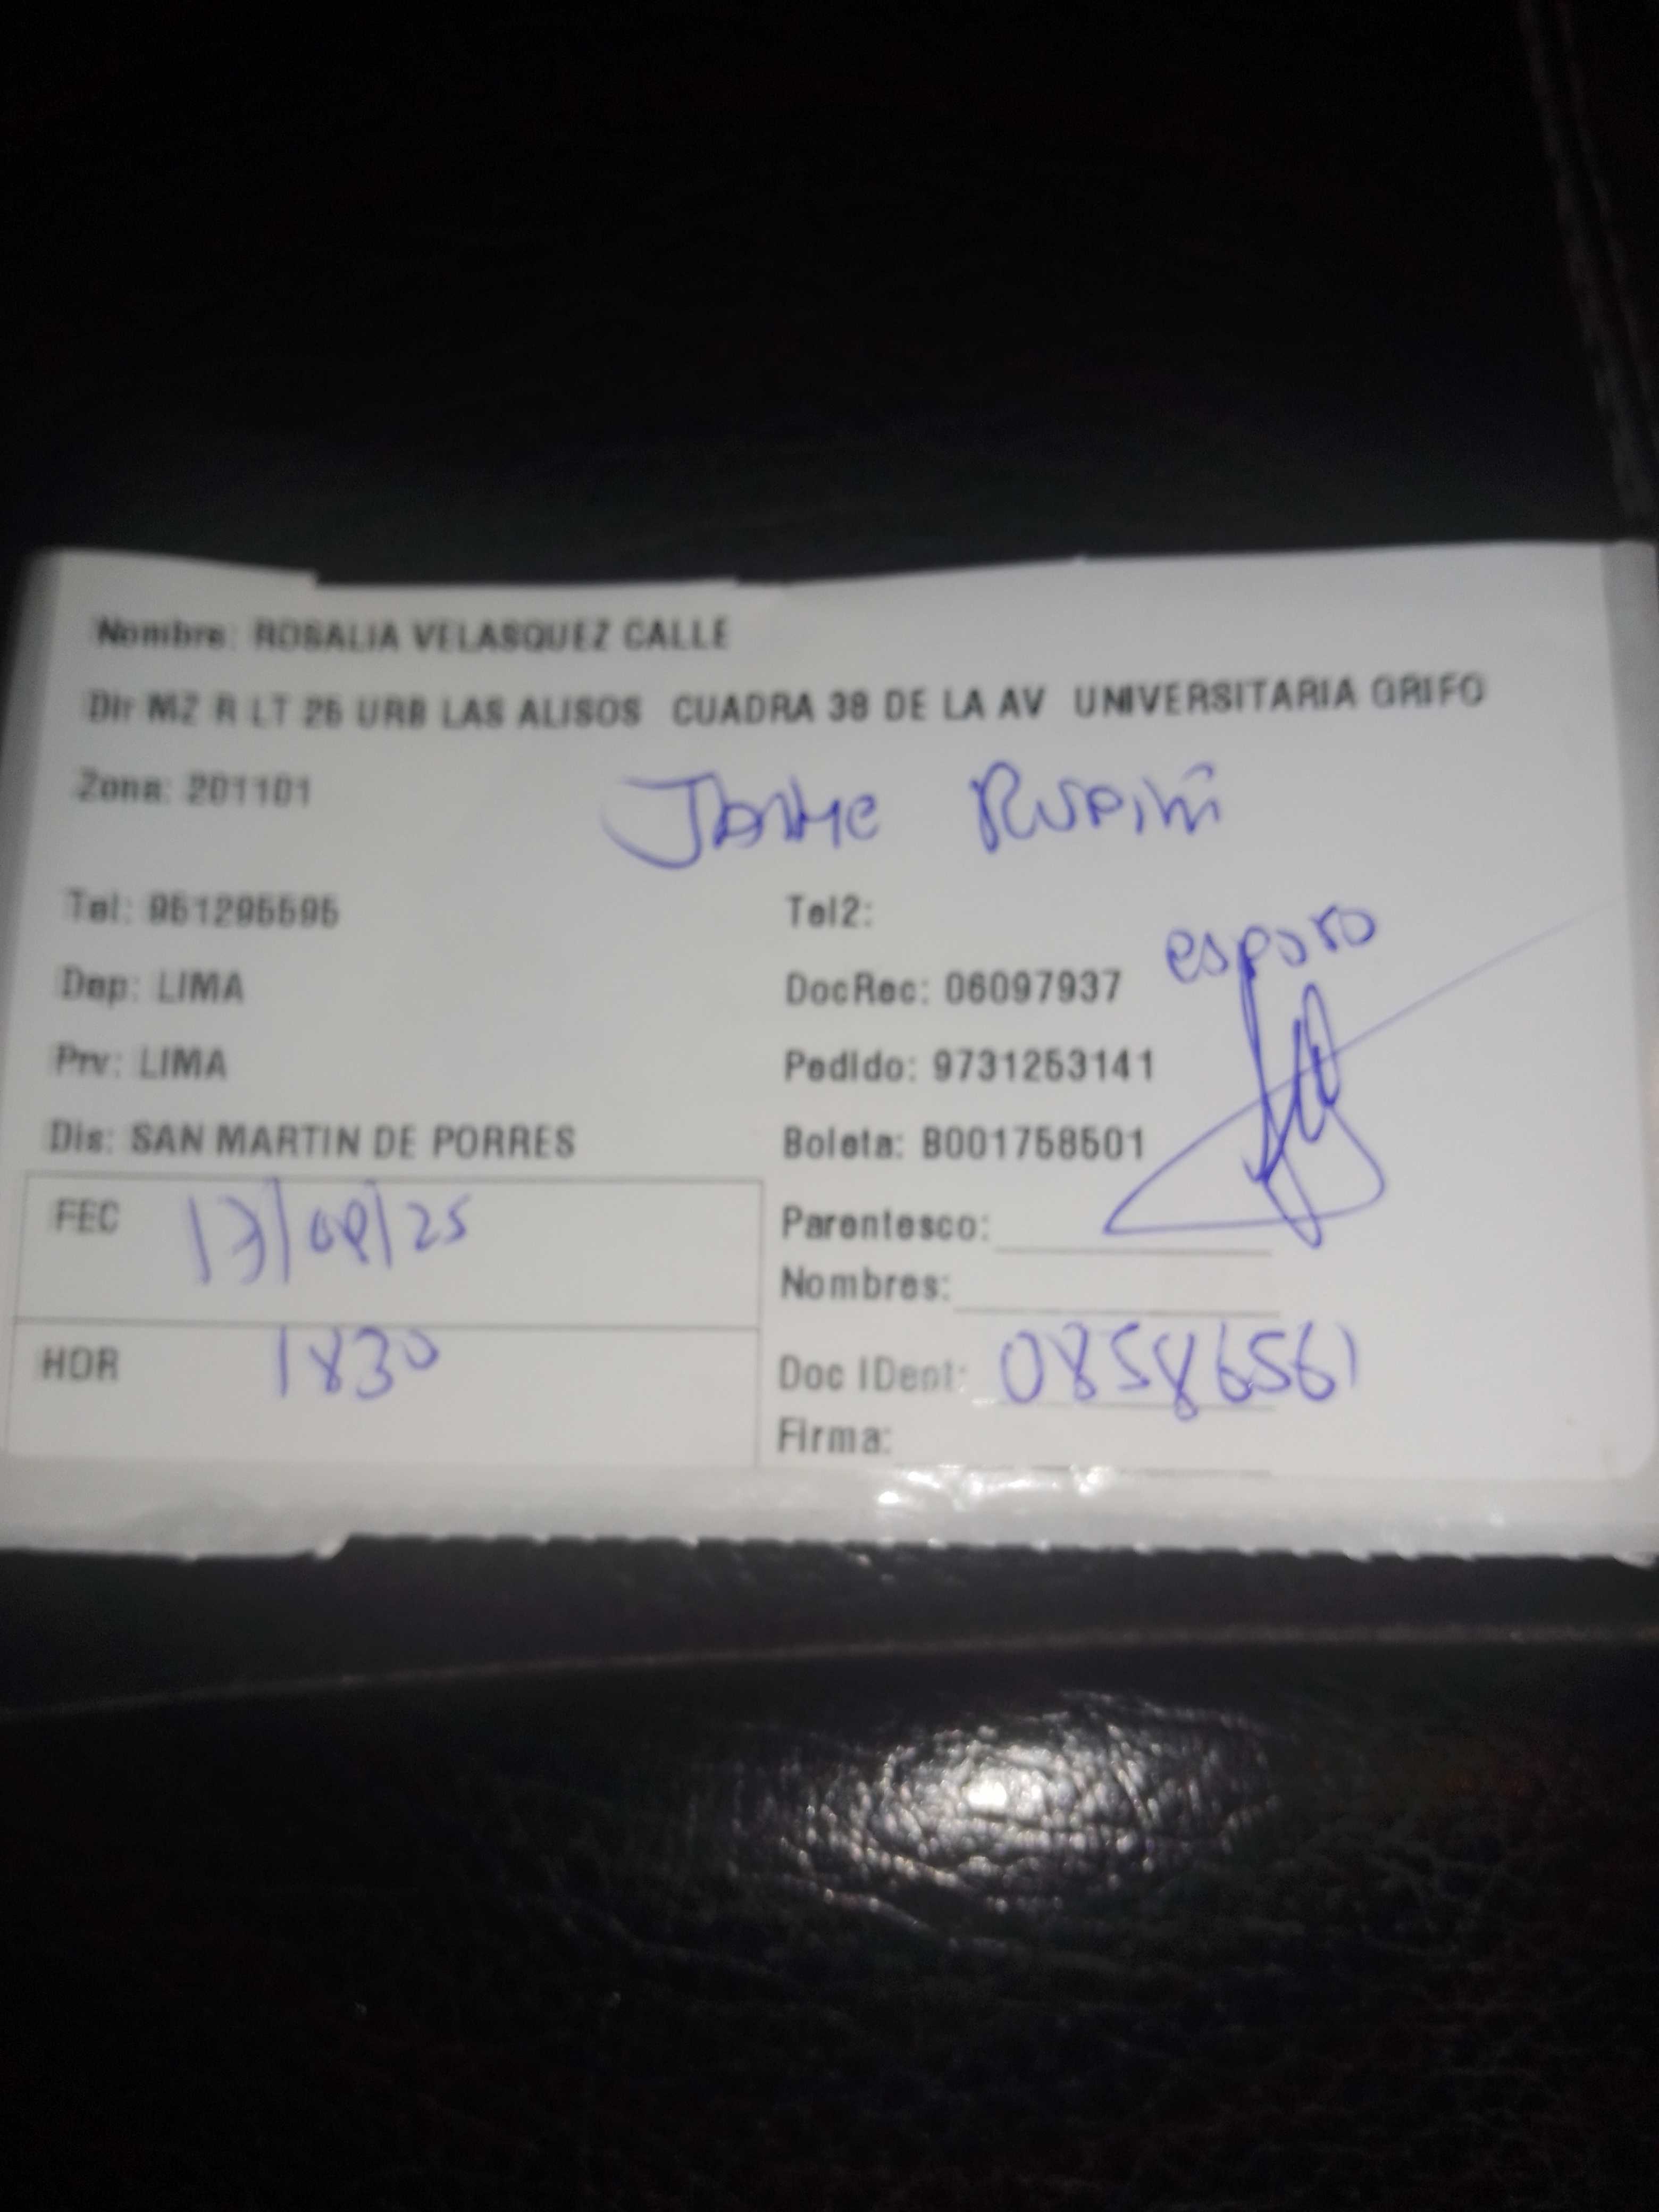 Nombre: ROSALIA VELASQUEZ CALLE
Dir MZ R LT 26 URB LAS ALISOS CUADRA 38 DE LA AV UNIVERSITARIA GRIFO
Zona: 201101
Jaime
Tel: 951295595
Tel2:
esposo
Dep: LIMA
DocRec: 06097937
Prv: LIMA
Pedido: 9731253141
Dis: SAN MARTIN DE PORRES
Boleta: B001758501
FEC 13/08/25
Parentesco:
Nombres:
HOR 1830
Doc IDent: 08586561
Firma: